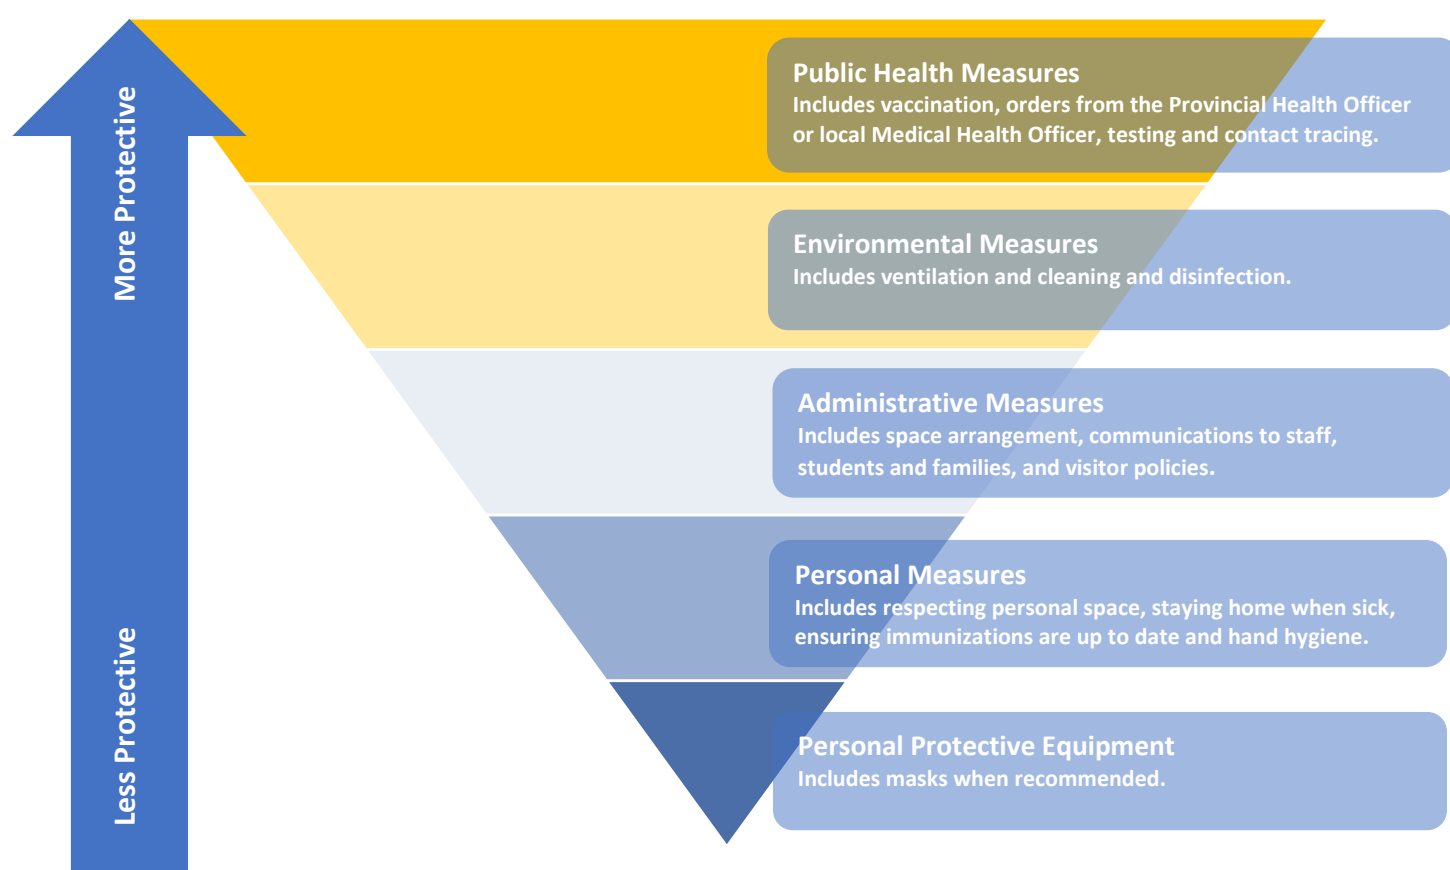 More Protective
Less Protective
Public Health Measures
Includes vaccination, orders from the Provincial Health Officer
or local Medical Health Officer, testing and contact tracing.
Environmental Measures
Includes ventilation and cleaning and disinfection.
Administrative Measures
Includes space arrangement, communications to staff,
students and families, and visitor policies.
Personal Measures
Includes respecting personal space, staying home when sick,
ensuring immunizations are up to date and hand hygiene.
Personal Protective Equipment
Includes masks when recommended.